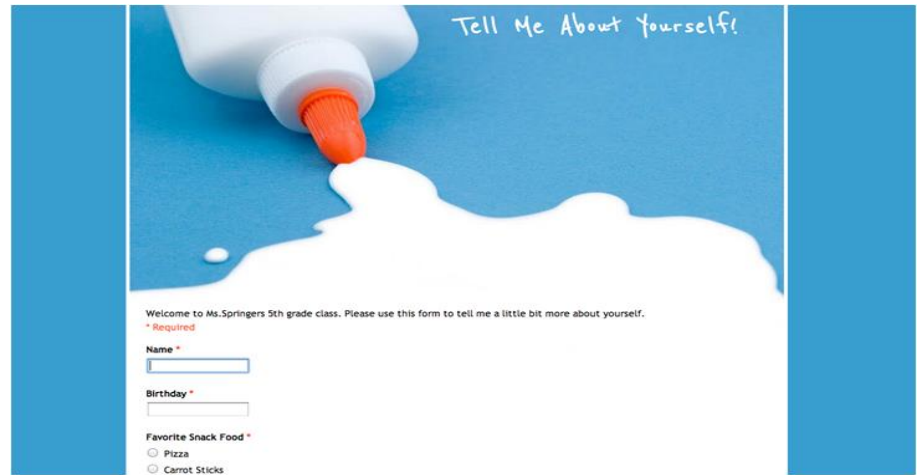 Tell Me About Yourself!
Welcome to Ms.Springers 5th grade class. Please use this form to tell me a little bit more about yourself.
* Required
Name *
Birthday *
Favorite Snack Food *
Pizza
Carrot Sticks